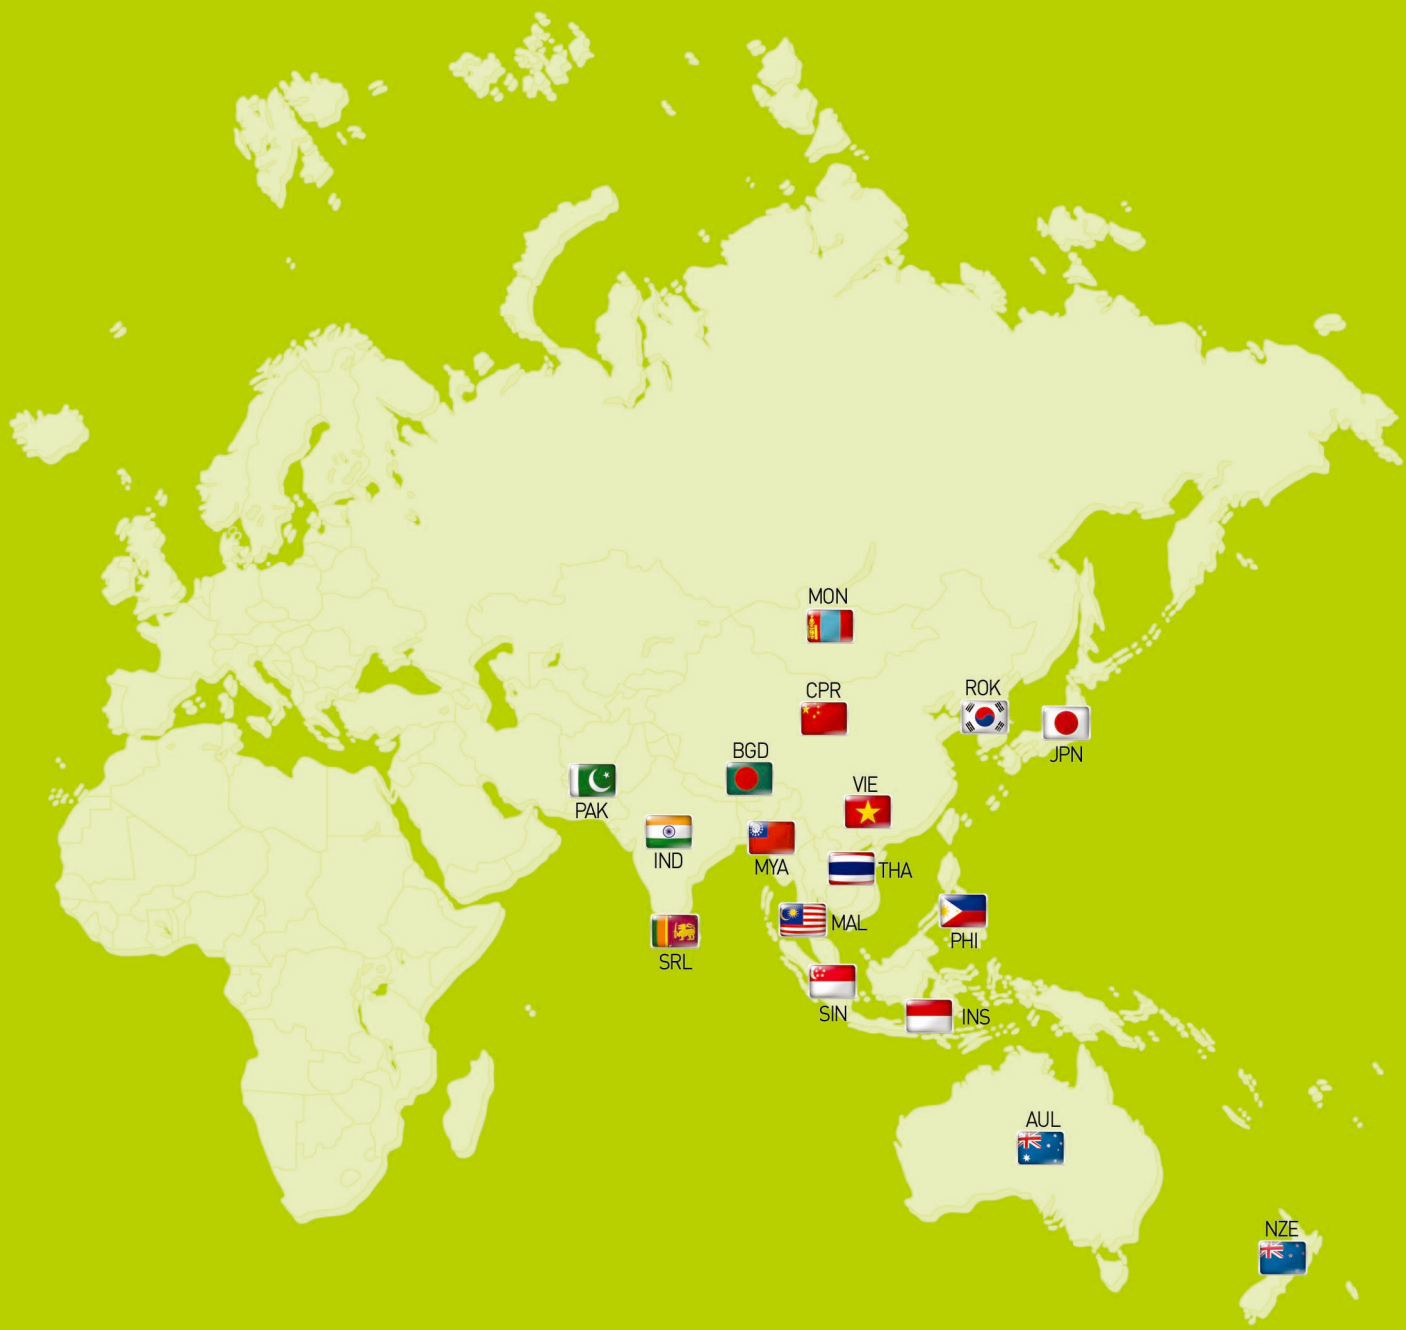 MON
CPR
ROK
JPN
BGD
PAK
VIE
IND
MYA
THA
MAL
PHI
SRL
SIN
INS
AUL
NZE